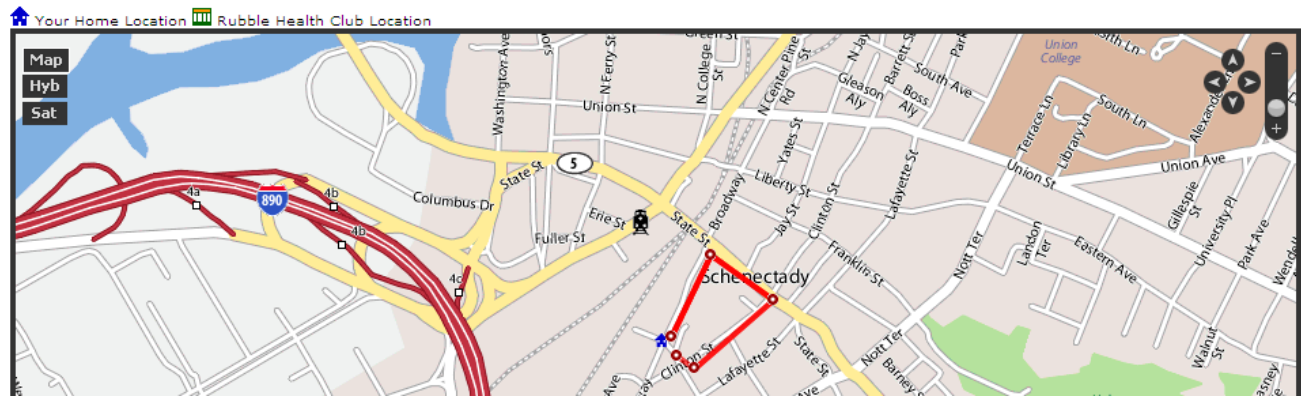 Your Home Location Rubble Health Club Location
Map
Hyb
Sat
Washington Ave
N Ferry St
Green St
N College St
N Center Pine
Rd
N Jay
Barrett St
Park
Union College
North Ln
Gleason Aly
South Ave
Boss Aly
Union St
South Ln
Alexander
Terrace Ln
Library Ln
Yates St
5
State St
Union St
Union Ave
4a
890
4b
Columbus Dr
Liberty St
Lafayette St
Gillespie St
University Pl
Park Ave
Erie St
State St
Broadway
Jay St
Clinton St
4b
Fuller St
Franklin St
Nott Ter
Landon Ter
Eastern Ave
4c
Schenectady
Clinton St
Lafayette St
State St
Nott Ter
Barney St
Walnut St
Ave
Ave